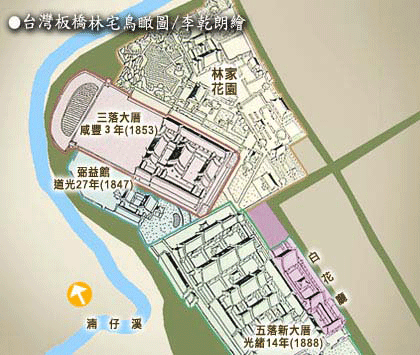 ●台灣板橋林宅鳥瞰圖/李乾朗繪
林家
花園
三落大厝
咸豐3年(1853)
弼益館
道光27年(1847)
白花廳
湳仔溪
五落新大厝
光緒14年(1888)